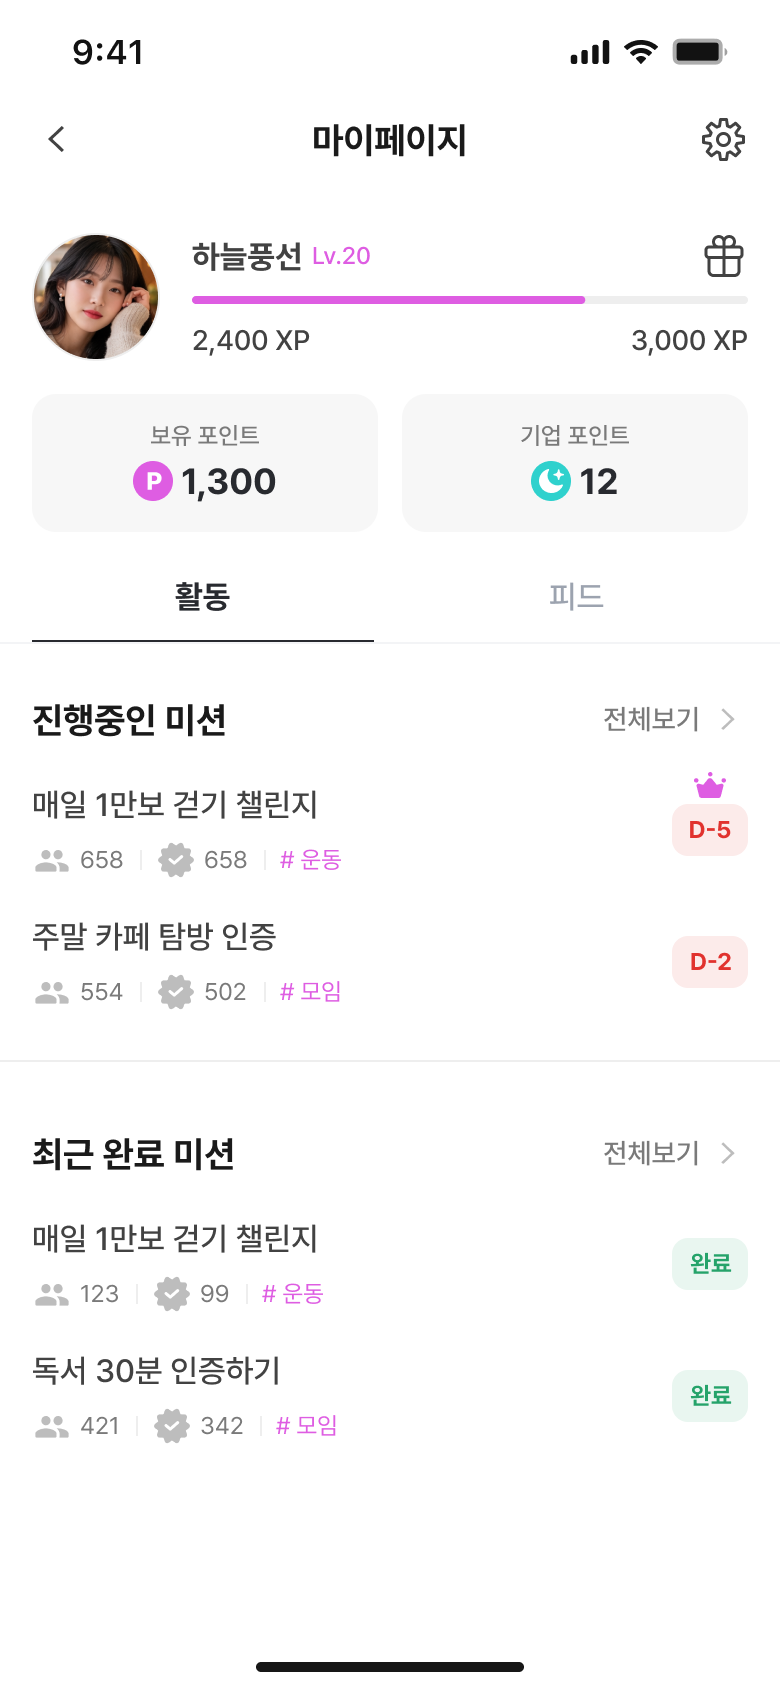 9:41
마이페이지
하늘풍선 Lv.20
2,400 XP 3,000 XP
보유 포인트 기업 포인트
P 1,300 12
활동 피드
진행중인 미션 전체보기
매일 1만보 걷기 챌린지
D-5
658 658 # 운동
주말 카페 탐방 인증
D-2
554 502 # 모임
최근 완료 미션 전체보기
매일 1만보 걷기 챌린지
완료
123 99 # 운동
독서 30분 인증하기
완료
421 342 # 모임